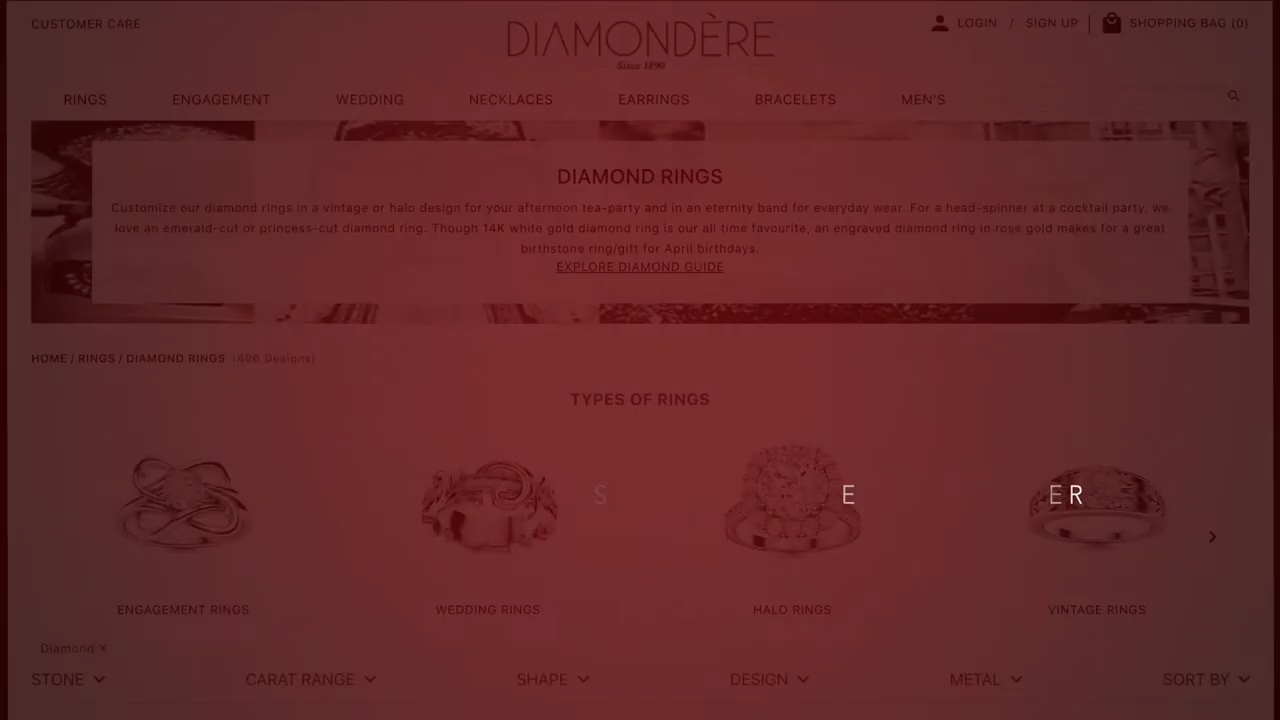 CUSTOMER CARE
DIAMONDÈRE
Since 1890
LOGIN / SIGN UP | SHOPPING BAG (0)
RINGS ENGAGEMENT WEDDING NECKLACES EARRINGS BRACELETS MEN'S
DIAMOND RINGS
Customize our diamond rings in a vintage or halo design for your afternoon tea-party and in an eternity band for everyday wear. For a head-spinner at a cocktail party, we
love an emerald-cut or princess-cut diamond ring. Though 14K white gold diamond ring is our all time favourite, an engraved diamond ring in rose gold makes for a great
birthstone ring/gift for April birthdays.
EXPLORE DIAMOND GUIDE
HOME / RINGS / DIAMOND RINGS (496 Designs)
TYPES OF RINGS
S E ER
ENGAGEMENT RINGS WEDDING RINGS HALO RINGS VINTAGE RINGS
Diamond ×
STONE CARAT RANGE SHAPE DESIGN METAL SORT BY